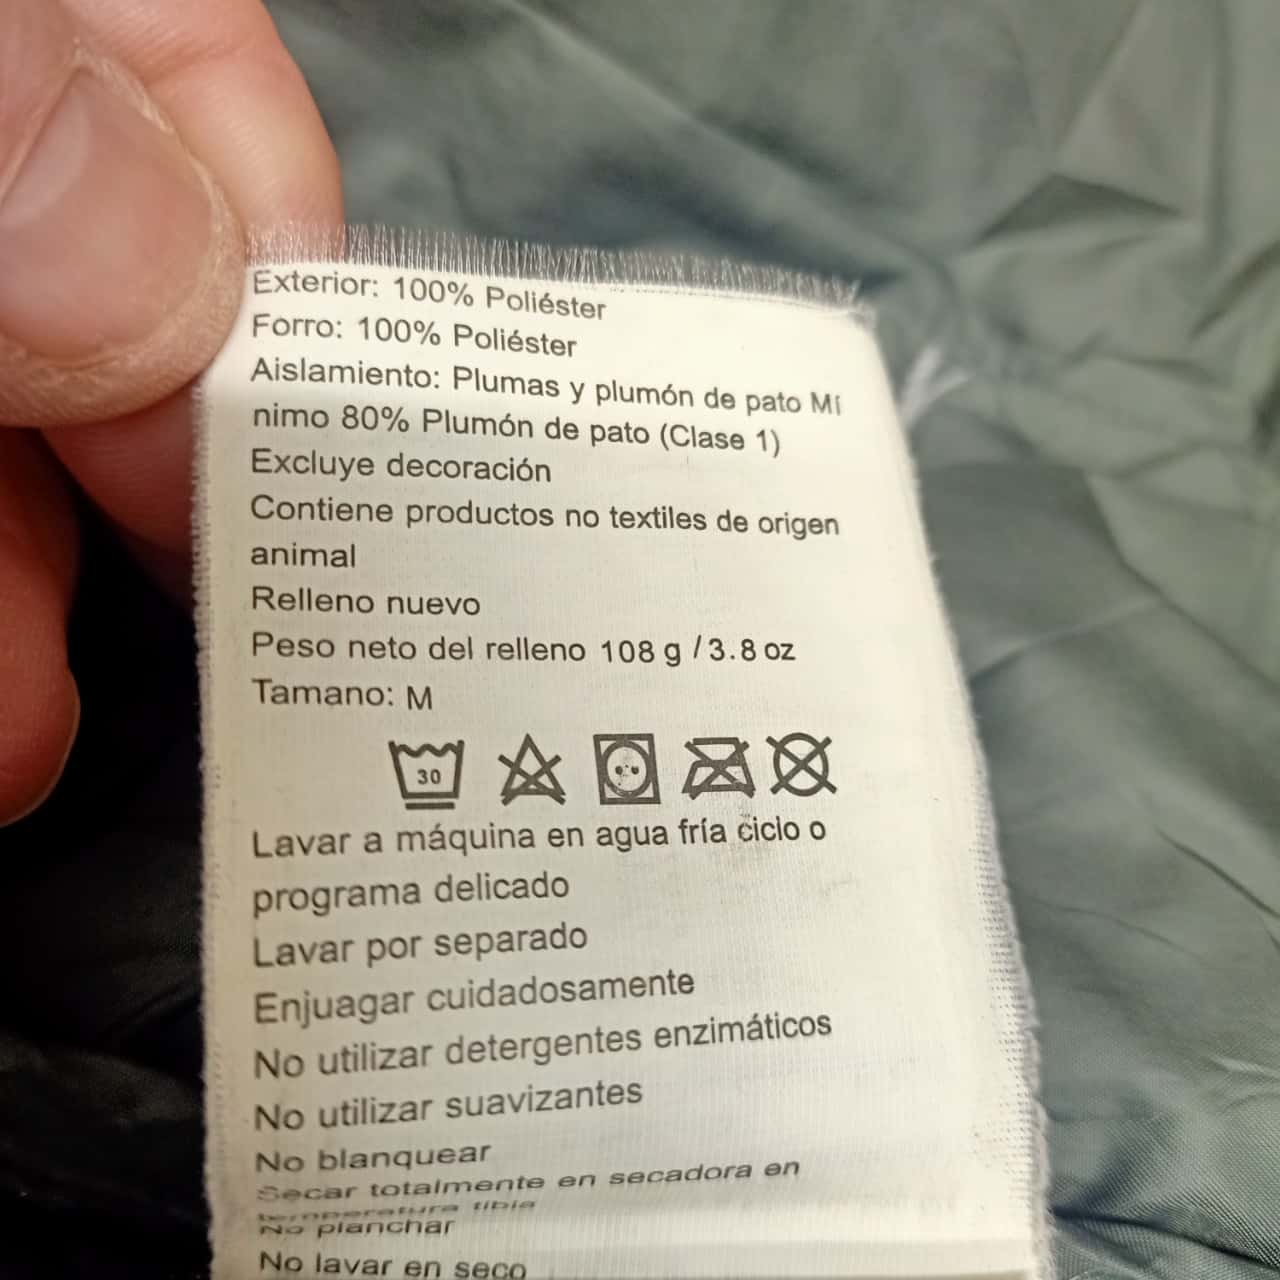 Exterior: 100% Poliéster
Forro: 100% Poliéster
Aislamiento: Plumas y plumón de pato Mí
nimo 80% Plumón de pato (Clase 1)
Excluye decoración
Contiene productos no textiles de origen
animal
Relleno nuevo
Peso neto del relleno 108 g / 3.8 oz
Tamano: M
30
Lavar a máquina en agua fría ciclo o
programa delicado
Lavar por separado
Enjuagar cuidadosamente
No utilizar detergentes enzimáticos
No utilizar suavizantes
No blanquear
Secar totalmente en secadora en
temperatura tibia
No planchar
No lavar en seco